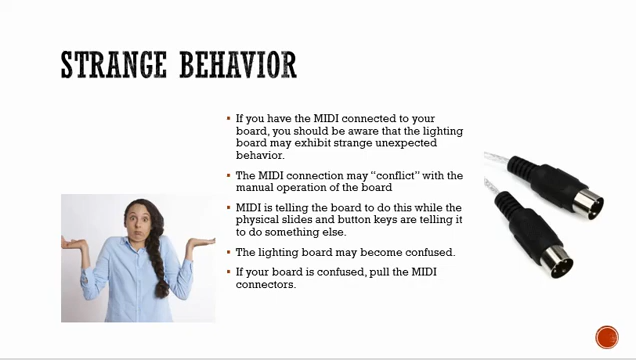 STRANGE BEHAVIOR
If you have the MIDI connected to your
board, you should be aware that the lighting
board may exhibit strange unexpected
behavior.
The MIDI connection may “conflict” with the
manual operation of the board
MIDI is telling the board to do this while the
physical slides and button keys are telling it
to do something else.
The lighting board may become confused.
If your board is confused, pull the MIDI
connectors.